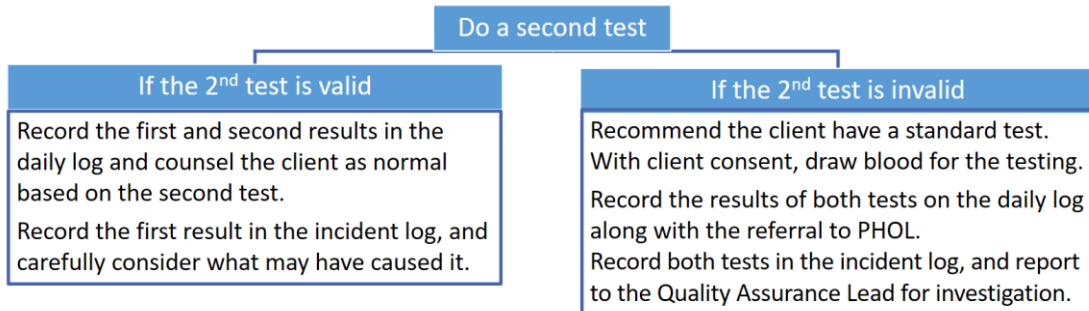 Do a second test
If the 2nd test is valid
Record the first and second results in the
daily log and counsel the client as normal
based on the second test.
Record the first result in the incident log, and
carefully consider what may have caused it.
If the 2nd test is invalid
Recommend the client have a standard test.
With client consent, draw blood for the testing.
Record the results of both tests on the daily log
along with the referral to PHOL.
Record both tests in the incident log, and report
to the Quality Assurance Lead for investigation.